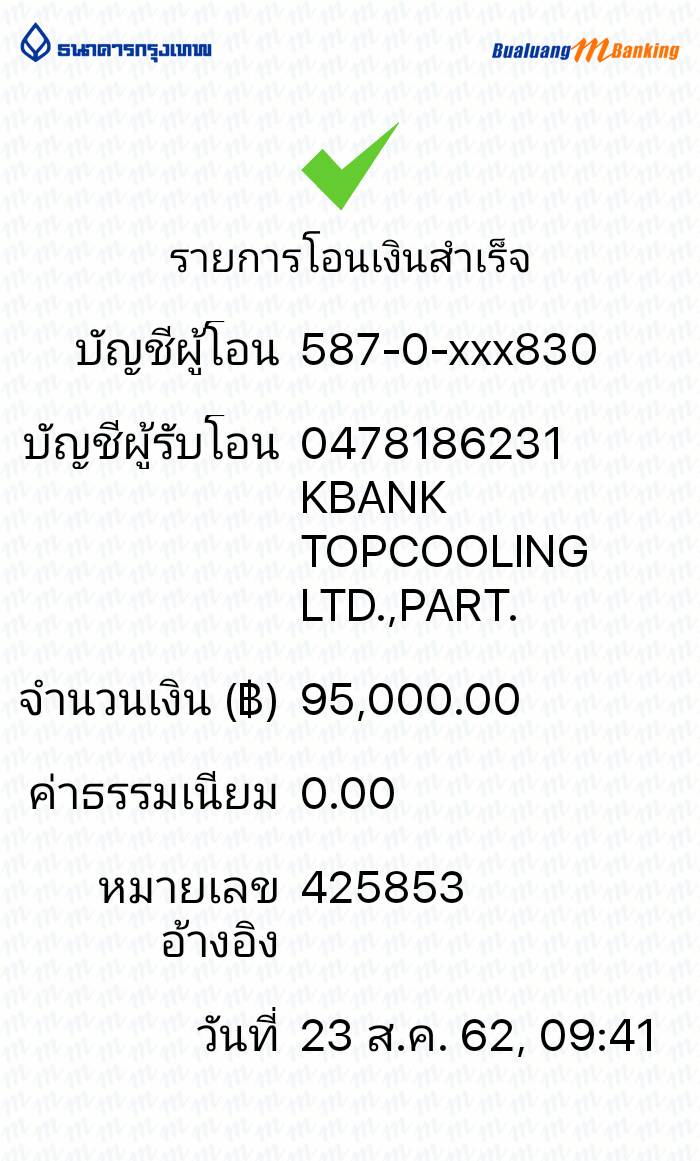 ธนาคารกรุงเทพ Bualuang mBanking
รายการโอนเงินสำเร็จ
บัญชีผู้โอน 587-0-xxx830
บัญชีผู้รับโอน 0478186231
KBANK
TOPCOOLING
LTD.,PART.
จำนวนเงิน (฿) 95,000.00
ค่าธรรมเนียม 0.00
หมายเลข 425853
อ้างอิง
วันที่ 23 ส.ค. 62, 09:41